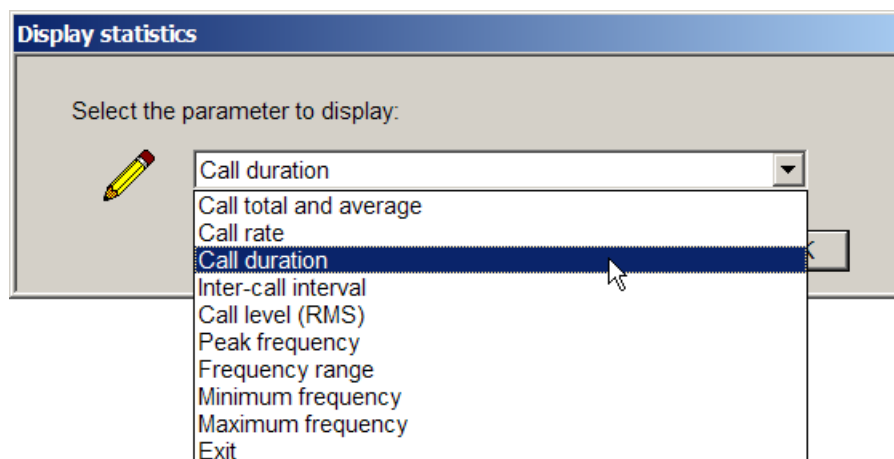 Display statistics
Select the parameter to display:
Call duration
Call total and average
Call rate
Call duration
Inter-call interval
Call level (RMS)
Peak frequency
Frequency range
Minimum frequency
Maximum frequency
Exit